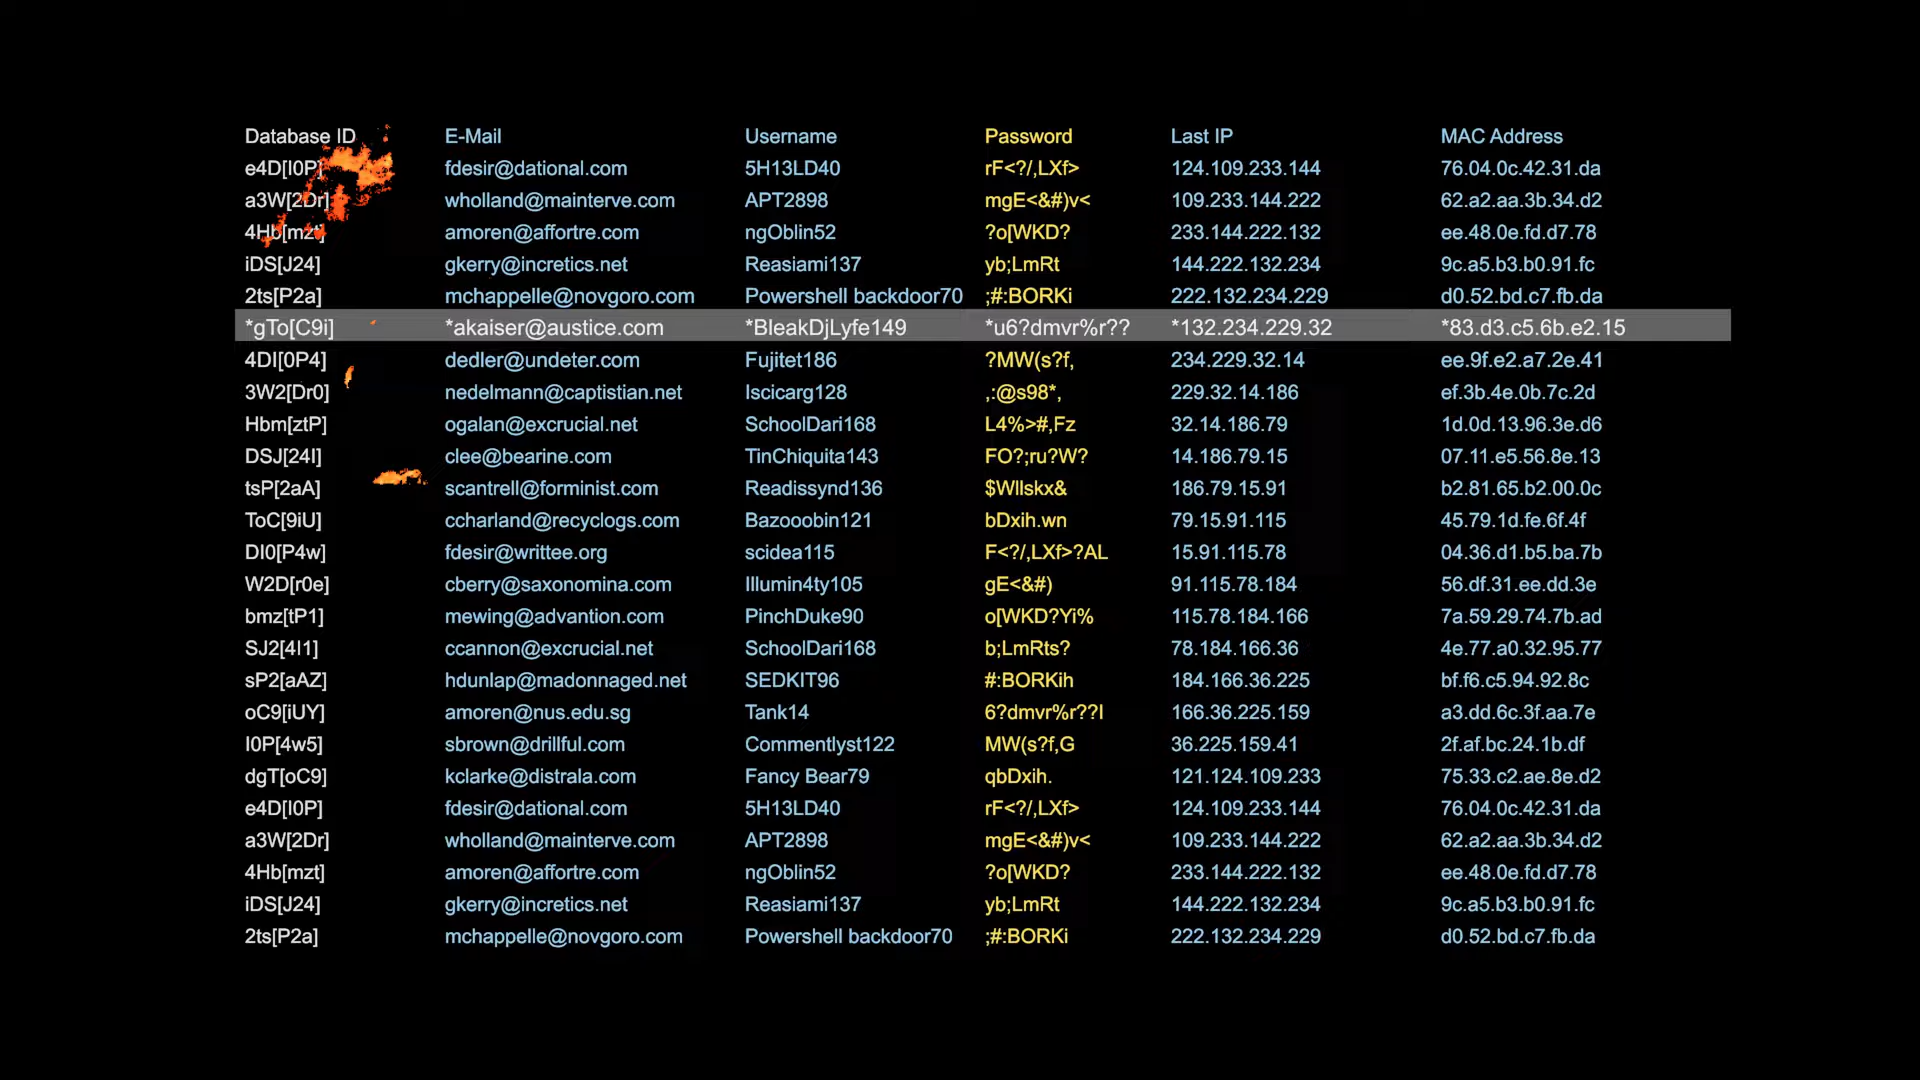 Database ID E-Mail Username Password Last IP MAC Address
e4D[I0P] fdesir@dational.com 5H13LD40 rF<?/,LXf> 124.109.233.144 76.04.0c.42.31.da
a3W[2Dr] wholland@mainterve.com APT2898 mgE<&#)v< 109.233.144.222 62.a2.aa.3b.34.d2
4Hb[mzt] amoren@affortre.com ngOblin52 ?o[WKD? 233.144.222.132 ee.48.0e.fd.d7.78
iDS[J24] gkerry@incretics.net Reasiami137 yb;LmRt 144.222.132.234 9c.a5.b3.b0.91.fc
2ts[P2a] mchappelle@novgoro.com Powershell backdoor70 ;#:BORKi 222.132.234.229 d0.52.bd.c7.fb.da
*gTo[C9i] *akaiser@austice.com *BleakDjLyfe149 *u6?dmvr%r?? *132.234.229.32 *83.d3.c5.6b.e2.15
4DI[0P4] dedler@undeter.com Fujitet186 ?MW(s?f, 234.229.32.14 ee.9f.e2.a7.2e.41
3W2[Dr0] nedelmann@captistian.net Iscicarg128 ,:@s98*, 229.32.14.186 ef.3b.4e.0b.7c.2d
Hbm[ztP] ogalan@excrucial.net SchoolDari168 L4%>#,Fz 32.14.186.79 1d.0d.13.96.3e.d6
DSJ[24I] clee@bearine.com TinChiquita143 FO?;ru?W? 14.186.79.15 07.11.e5.56.8e.13
tsP[2aA] scantrell@forminist.com Readissynd136 $Wllskx& 186.79.15.91 b2.81.65.b2.00.0c
ToC[9iU] ccharland@recyclogs.com Bazooobin121 bDxih.wn 79.15.91.115 45.79.1d.fe.6f.4f
DI0[P4w] fdesir@writtee.org scidea115 F<?/,LXf>?AL 15.91.115.78 04.36.d1.b5.ba.7b
W2D[r0e] cberry@saxonomina.com Illumin4ty105 gE<&#) 91.115.78.184 56.df.31.ee.dd.3e
bmz[tP1] mewing@advantion.com PinchDuke90 o[WKD?Yi% 115.78.184.166 7a.59.29.74.7b.ad
SJ2[4I1] ccannon@excrucial.net SchoolDari168 b;LmRts? 78.184.166.36 4e.77.a0.32.95.77
sP2[aAZ] hdunlap@madonnaged.net SEDKIT96 #:BORKih 184.166.36.225 bf.f6.c5.94.92.8c
oC9[iUY] amoren@nus.edu.sg Tank14 6?dmvr%r??I 166.36.225.159 a3.dd.6c.3f.aa.7e
I0P[4w5] sbrown@drillful.com Commentlyst122 MW(s?f,G 36.225.159.41 2f.af.bc.24.1b.df
dgT[oC9] kclarke@distrala.com Fancy Bear79 qbDxih. 121.124.109.233 75.33.c2.ae.8e.d2
e4D[I0P] fdesir@dational.com 5H13LD40 rF<?/,LXf> 124.109.233.144 76.04.0c.42.31.da
a3W[2Dr] wholland@mainterve.com APT2898 mgE<&#)v< 109.233.144.222 62.a2.aa.3b.34.d2
4Hb[mzt] amoren@affortre.com ngOblin52 ?o[WKD? 233.144.222.132 ee.48.0e.fd.d7.78
iDS[J24] gkerry@incretics.net Reasiami137 yb;LmRt 144.222.132.234 9c.a5.b3.b0.91.fc
2ts[P2a] mchappelle@novgoro.com Powershell backdoor70 ;#:BORKi 222.132.234.229 d0.52.bd.c7.fb.da